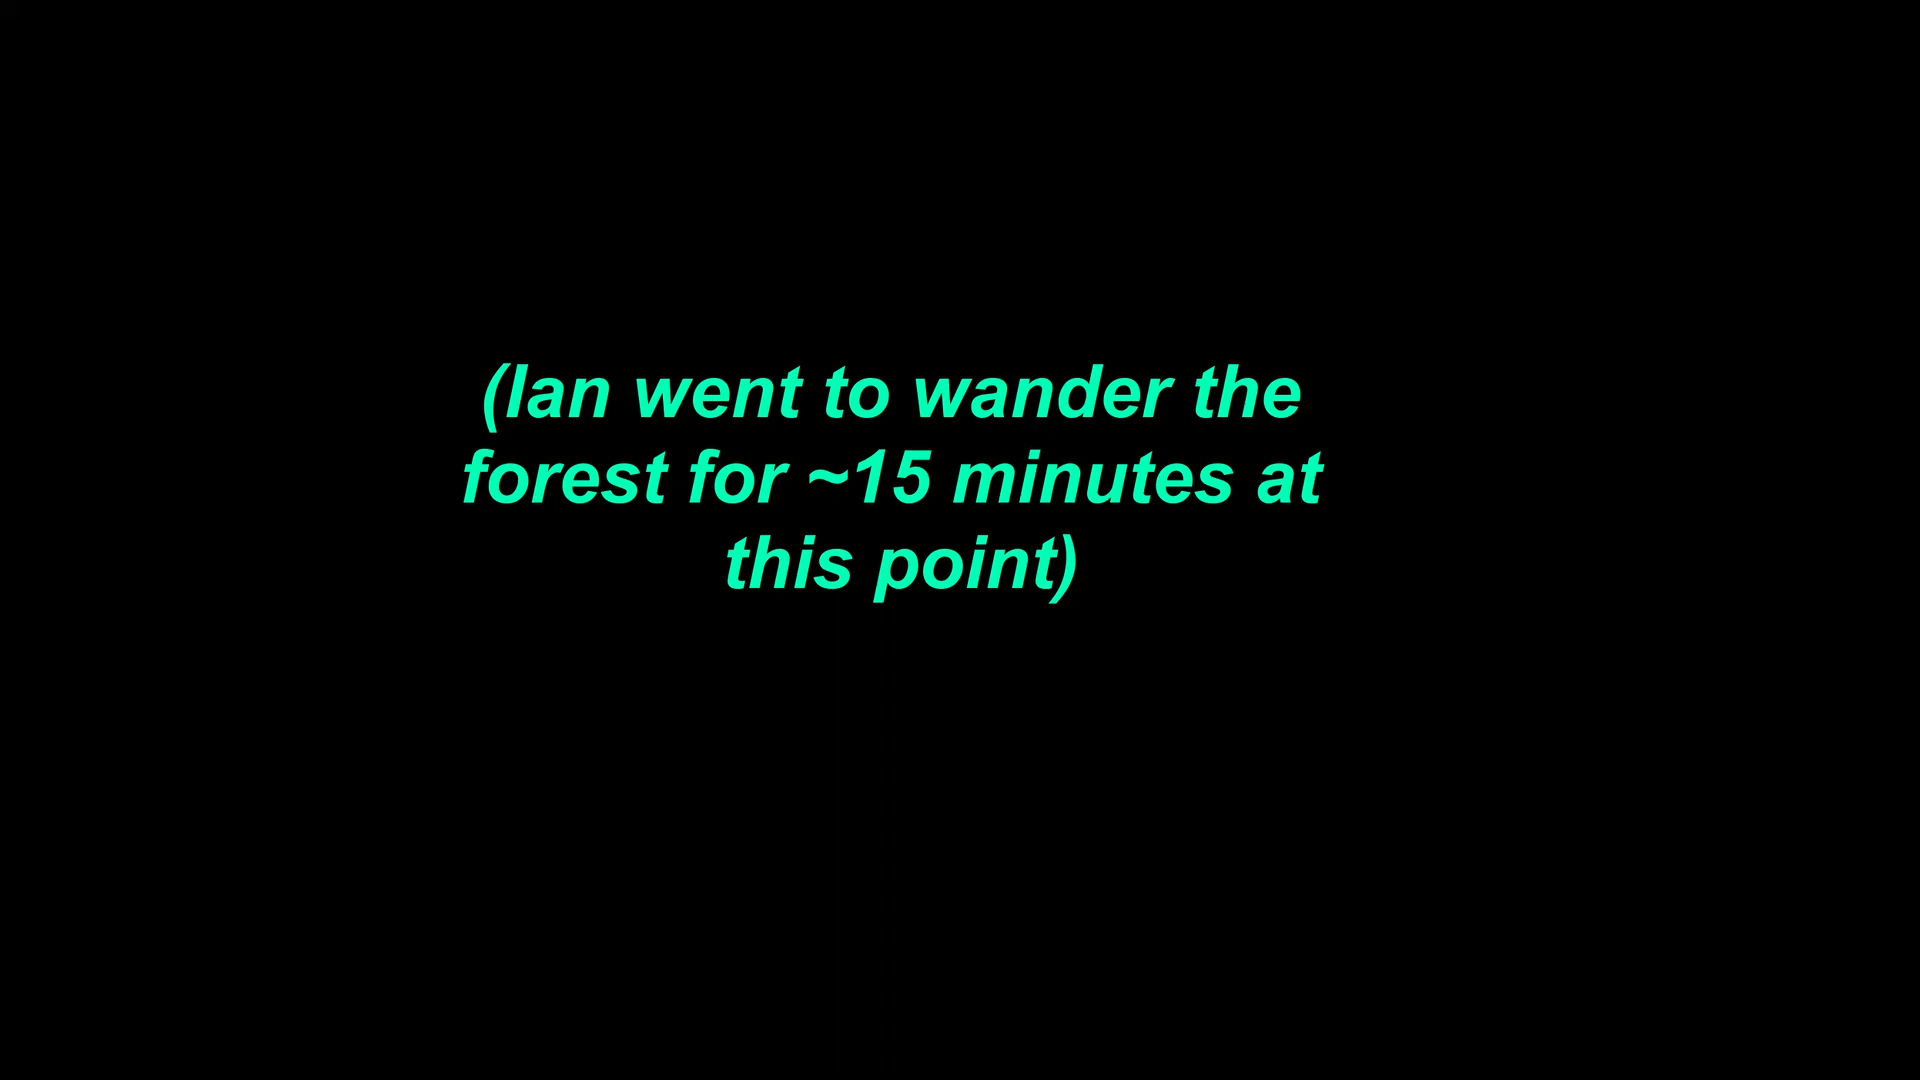 (Ian went to wander the
forest for ~15 minutes at
this point)